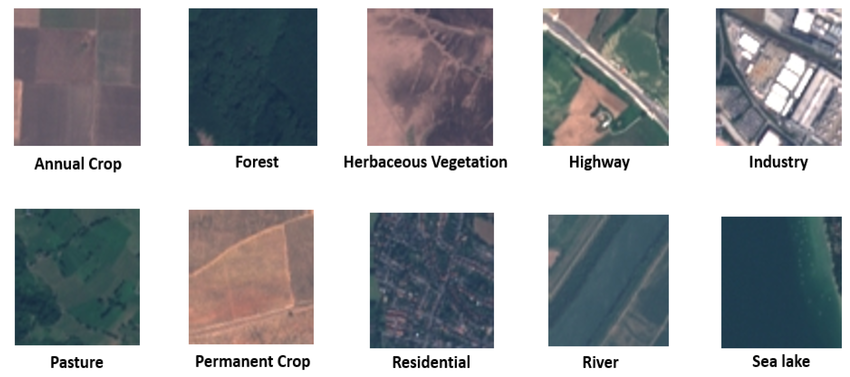 Annual Crop
Forest
Herbaceous Vegetation
Highway
Industry
Pasture
Permanent Crop
Residential
River
Sea lake